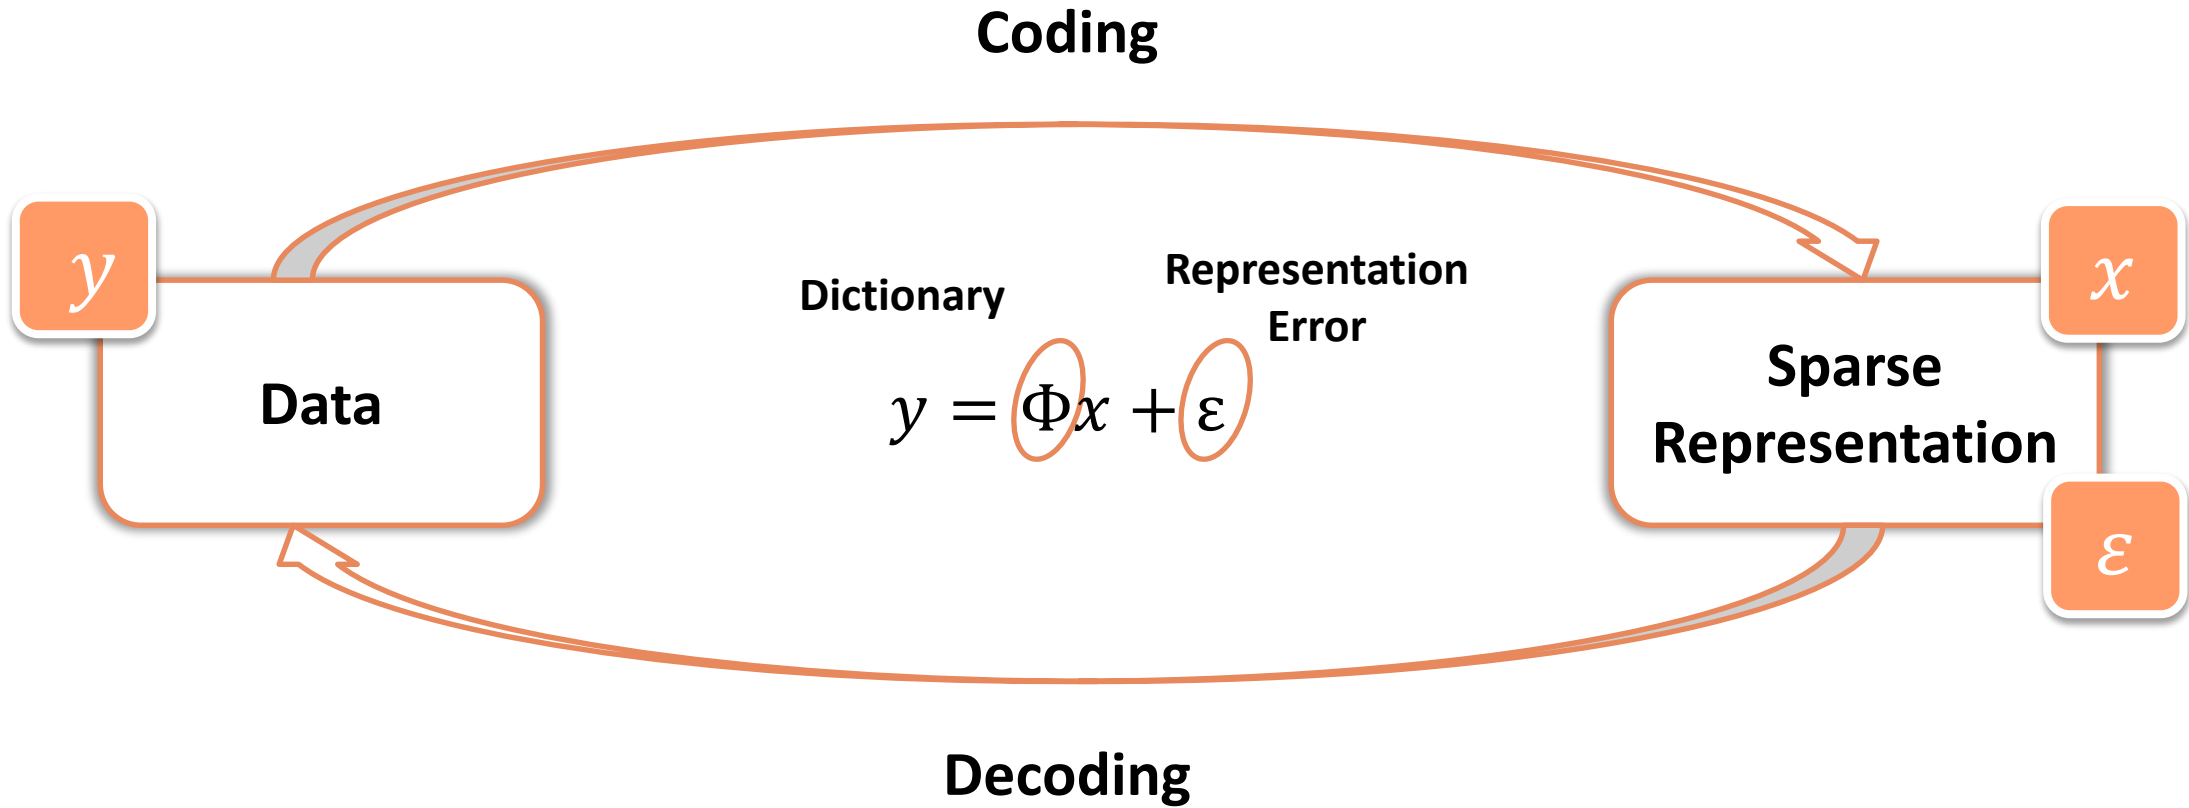 Coding
y
x
Dictionary
Representation
Error
Data
y = Φx + ε
Sparse
Representation
ε
Decoding